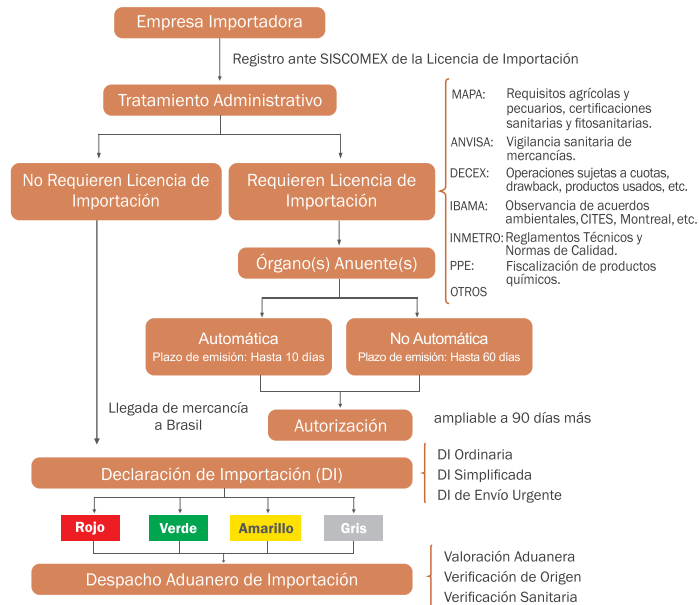 Empresa Importadora
Registro ante SISCOMEX de la Licencia de Importación
Tratamiento Administrativo
No Requieren Licencia de
Importación
Requieren Licencia de
Importación
MAPA: Requisitos agrícolas y
pecuarios, certificaciones
sanitarias y fitosanitarias.
ANVISA: Vigilancia sanitaria de
mercancías.
DECEX: Operaciones sujetas a cuotas,
drawback, productos usados, etc.
IBAMA: Observancia de acuerdos
ambientales, CITES, Montreal, etc.
INMETRO: Reglamentos Técnicos y
Normas de Calidad.
PPE: Fiscalización de productos
químicos.
OTROS
Órgano(s) Anuente(s)
Automática
Plazo de emisión: Hasta 10 días
No Automática
Plazo de emisión: Hasta 60 días
Llegada de mercancía
a Brasil
Autorización
ampliable a 90 días más
Declaración de Importación (DI)
DI Ordinaria
DI Simplificada
DI de Envío Urgente
Rojo
Verde
Amarillo
Gris
Despacho Aduanero de Importación
Valoración Aduanera
Verificación de Origen
Verificación Sanitaria